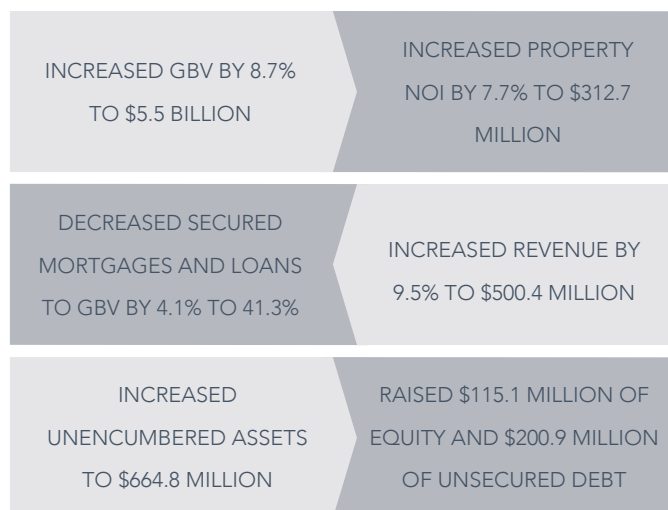 INCREASED GBV BY 8.7%
TO $5.5 BILLION
INCREASED PROPERTY
NOI BY 7.7% TO $312.7
MILLION
DECREASED SECURED
MORTGAGES AND LOANS
TO GBV BY 4.1% TO 41.3%
INCREASED REVENUE BY
9.5% TO $500.4 MILLION
INCREASED
UNENCUMBERED ASSETS
TO $664.8 MILLION
RAISED $115.1 MILLION OF
EQUITY AND $200.9 MILLION
OF UNSECURED DEBT